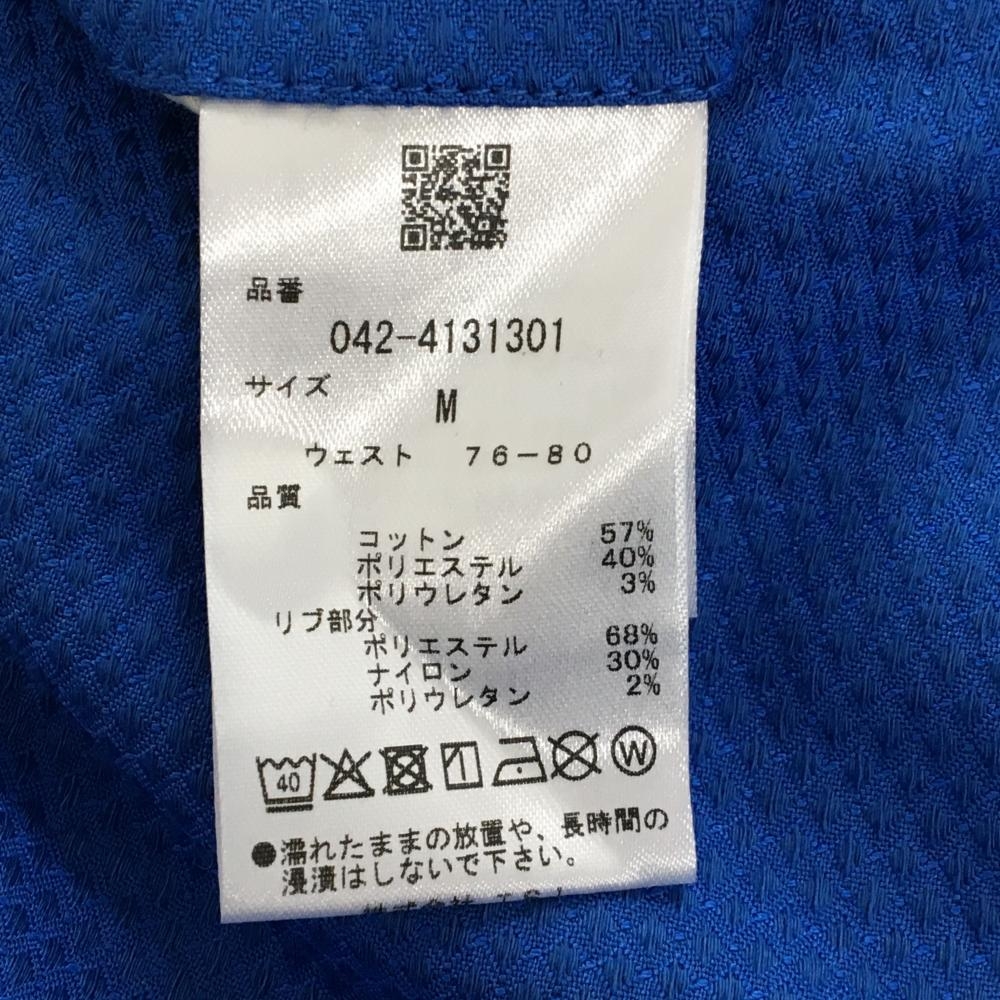 品番
042-4131301
サイズ
M
ウェスト 76-80
品質
コットン 57%
ポリエステル 40%
ポリウレタン 3%
リブ部分
ポリエステル 68%
ナイロン 30%
ポリウレタン 2%
40 W
●濡れたままの放置や、長時間の
浸漬はしないで下さい。